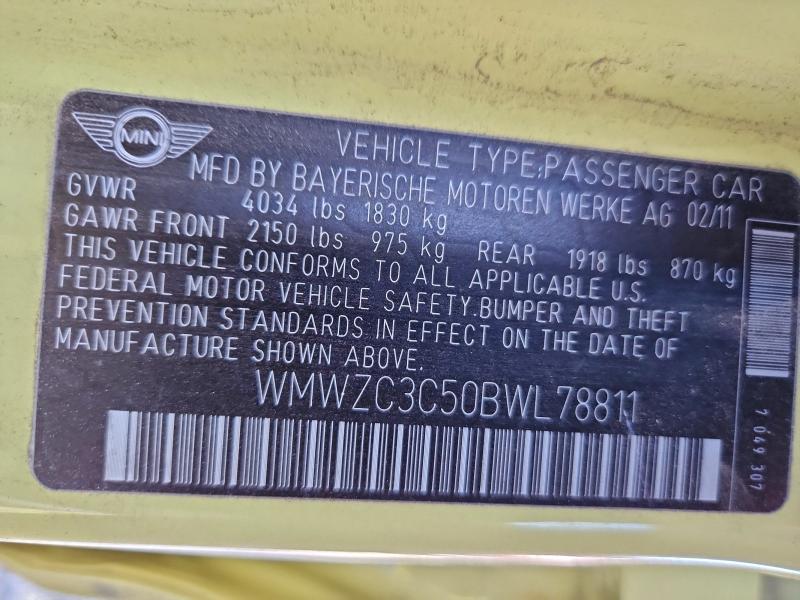 MINI
VEHICLE TYPE:PASSENGER CAR
MFD BY BAYERISCHE MOTOREN WERKE AG 02/11
GVWR 4034 lbs 1830 kg
GAWR FRONT 2150 lbs 975 kg REAR 1918 lbs 870 kg
THIS VEHICLE CONFORMS TO ALL APPLICABLE U.S.
FEDERAL MOTOR VEHICLE SAFETY.BUMPER AND THEFT
PREVENTION STANDARDS IN EFFECT ON THE DATE OF
MANUFACTURE SHOWN ABOVE.
WMWZC3C50BWL78811
7 049 307